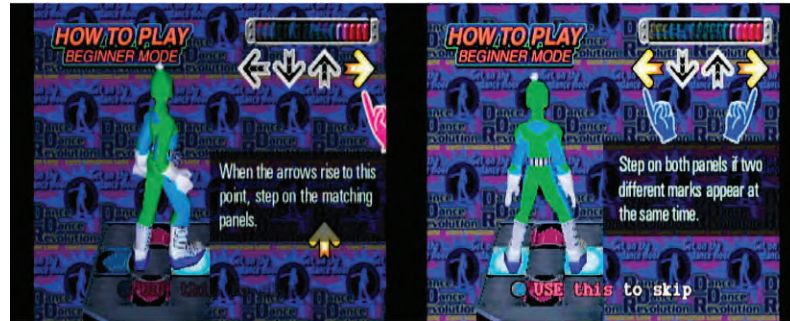 HOW TO PLAY
BEGINNER MODE
When the arrows rise to this
point, step on the matching
panels.
HOW TO PLAY
BEGINNER MODE
Step on both panels if two
different marks appear at
the same time.
USE this to skip